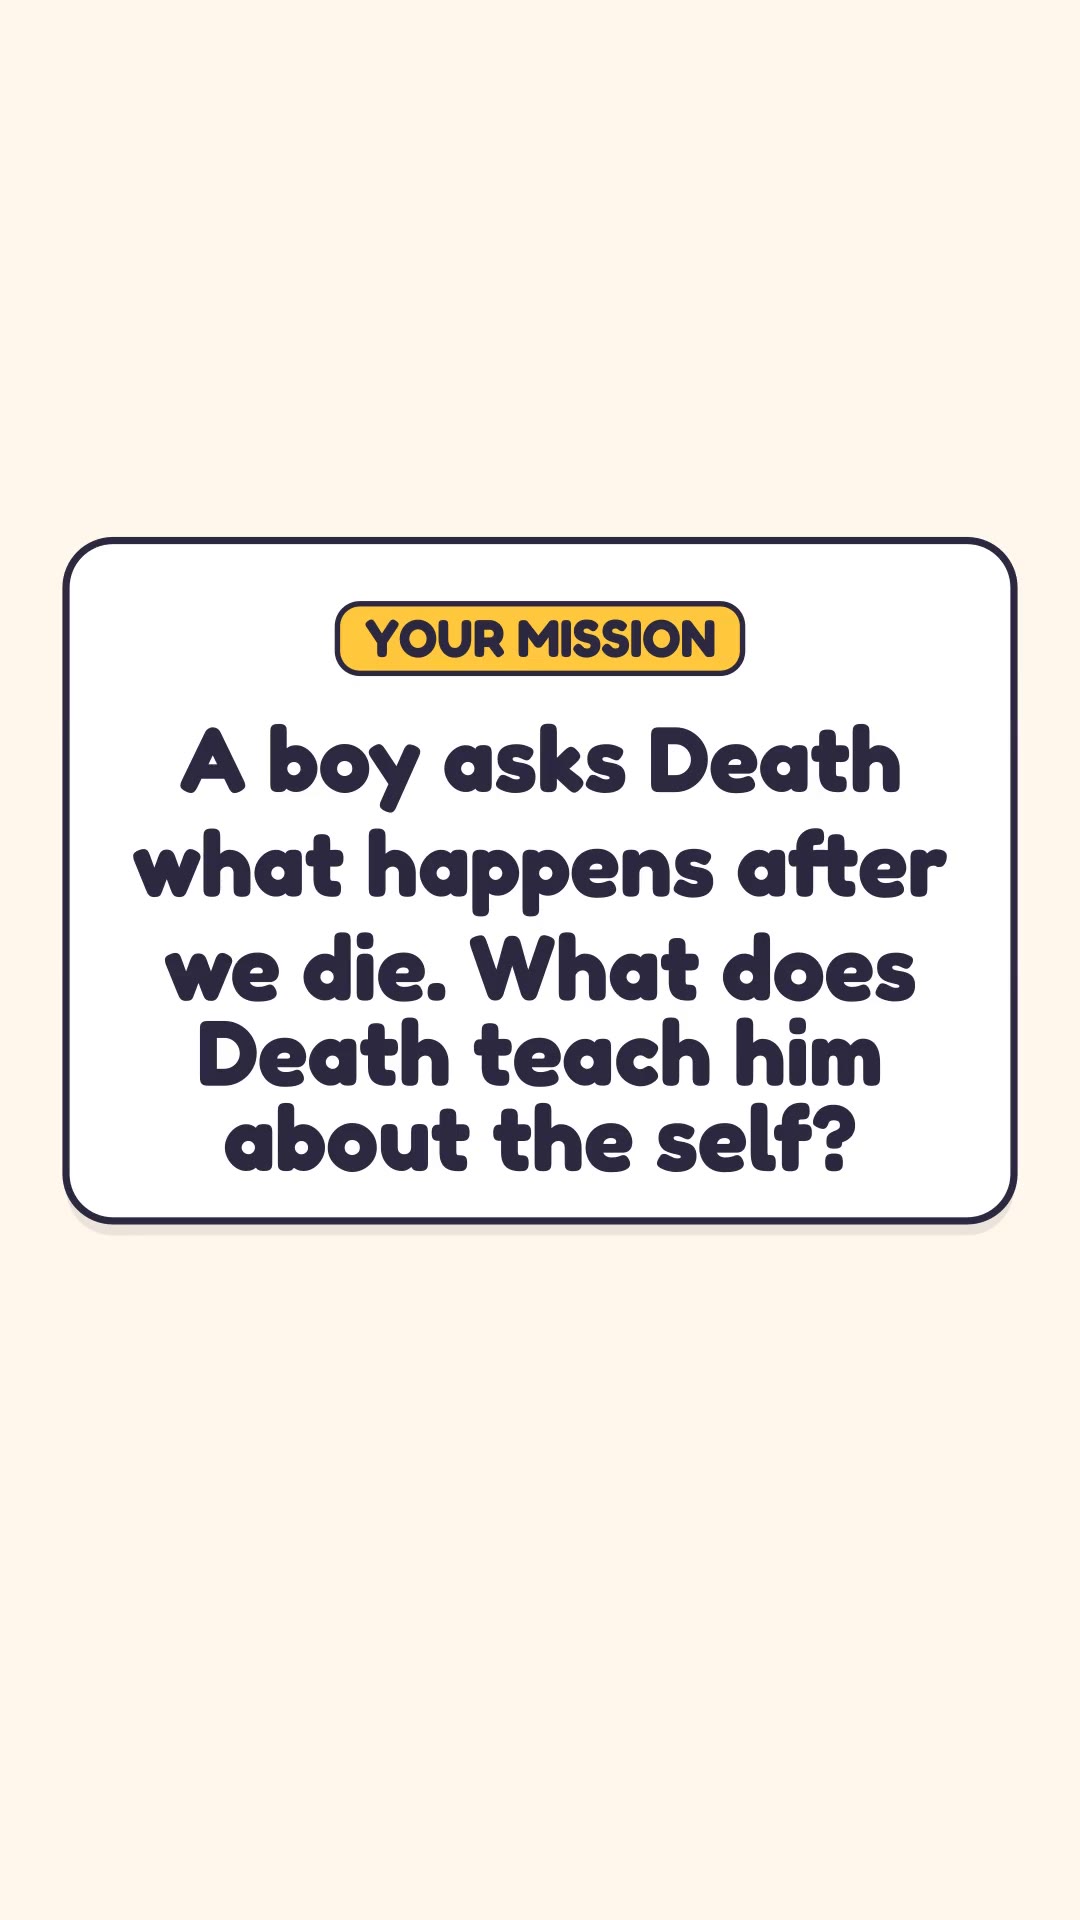 YOUR MISSION
A boy asks Death
what happens after
we die. What does
Death teach him
about the self?